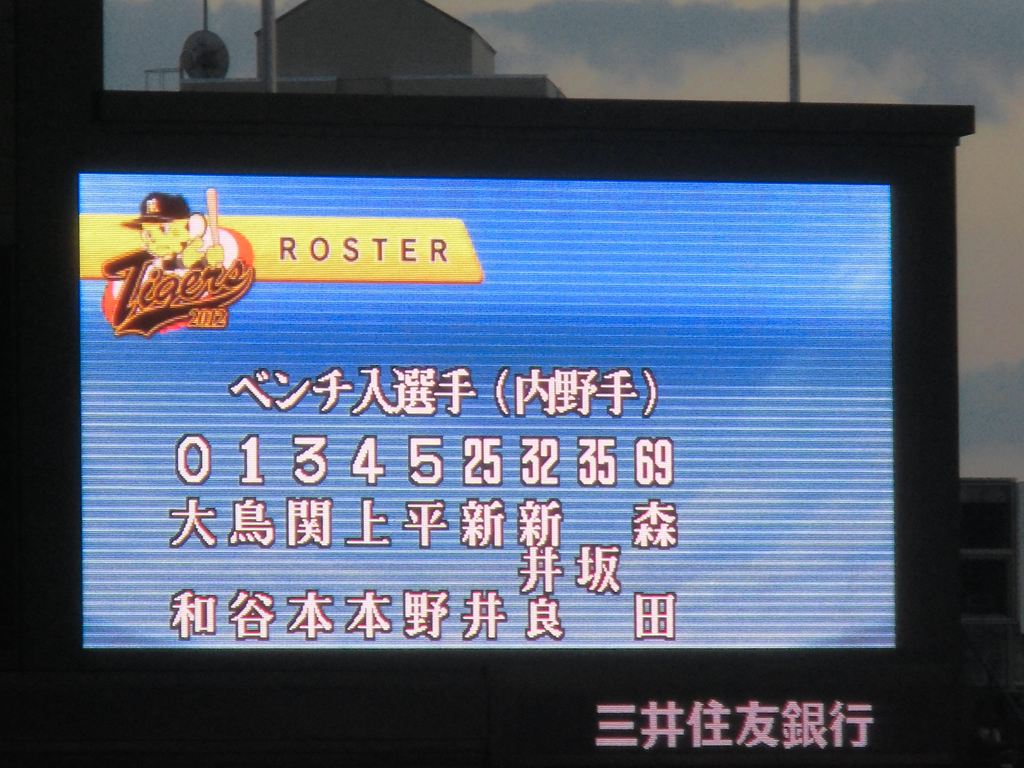 ROSTER
Tigers
2012
ベンチ入選手(内野手)
0 1 3 4 5 25 32 35 69
大和
鳥谷
関本
上本
平野
新井
新井良
坂
森田
三井住友銀行